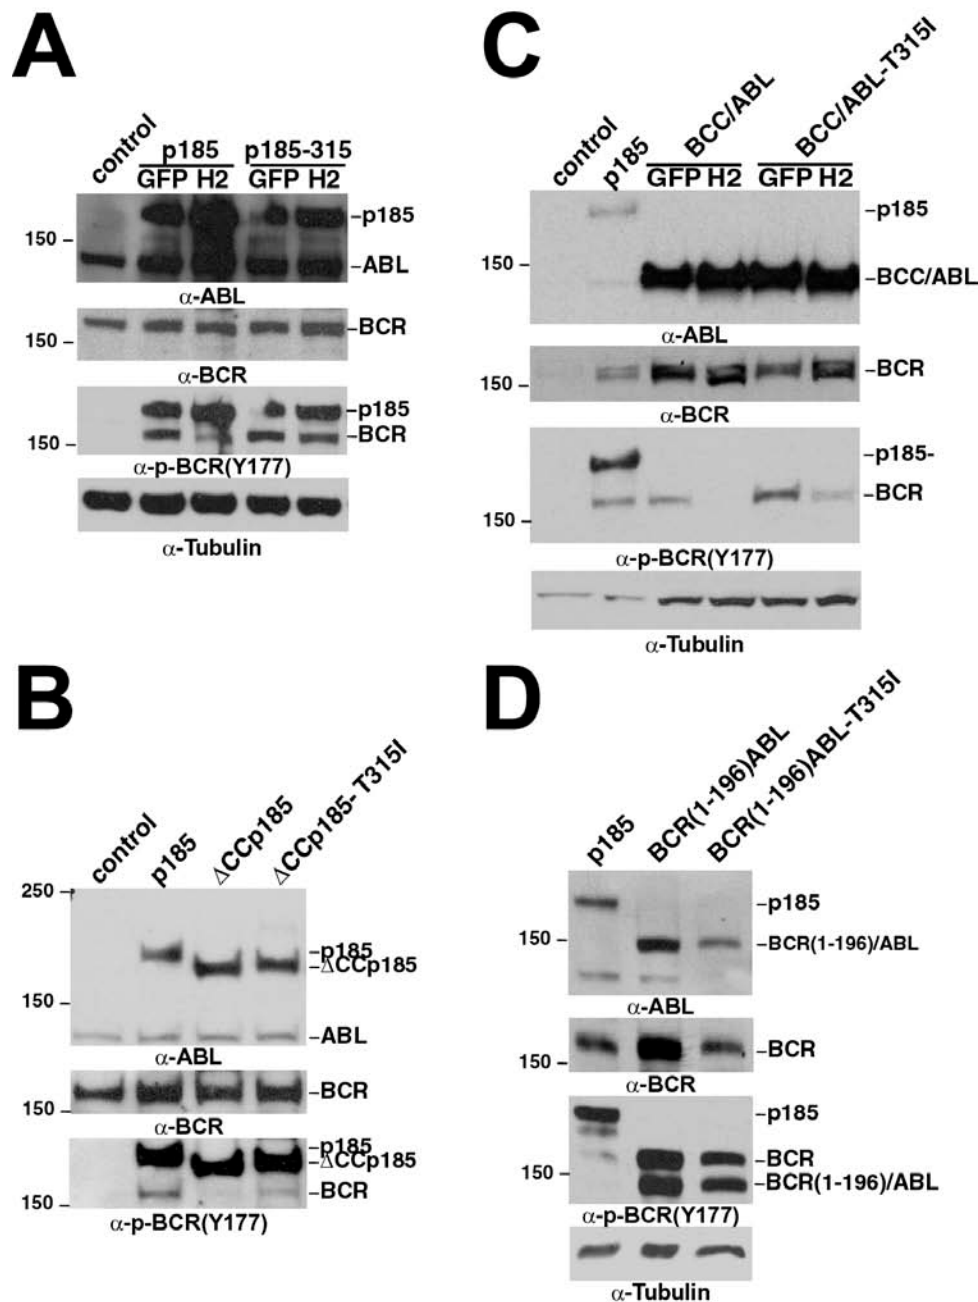 A
control
p185
p185-315
GFP H2
GFP H2
150
p185
ABL
α-ABL
150
BCR
α-BCR
150
p185
BCR
α-p-BCR(Y177)
α-Tubulin
B
control
p185
ΔCCp185
ΔCCp185- T315I
250
150
p185
ΔCCp185
ABL
α-ABL
150
BCR
α-BCR
150
p185
ΔCCp185
BCR
α-p-BCR(Y177)
C
control
p185
BCC/ABL
BCC/ABL-T315I
GFP H2
GFP H2
150
p185
BCC/ABL
α-ABL
150
BCR
α-BCR
150
p185-
BCR
α-p-BCR(Y177)
α-Tubulin
D
p185
BCR(1-196)ABL
BCR(1-196)ABL-T315I
150
p185
BCR(1-196)/ABL
α-ABL
150
BCR
α-BCR
150
p185
BCR
BCR(1-196)/ABL
α-p-BCR(Y177)
α-Tubulin